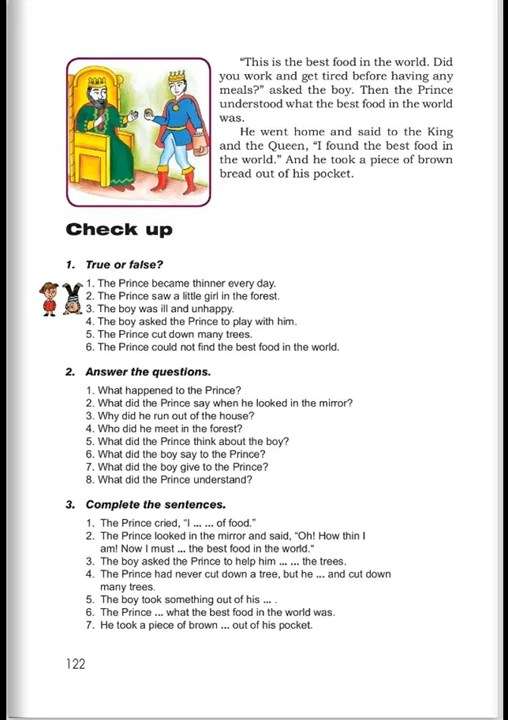 “This is the best food in the world. Did
you work and get tired before having any
meals?” asked the boy. Then the Prince
understood what the best food in the world
was.
He went home and said to the King
and the Queen, “I found the best food in
the world.” And he took a piece of brown
bread out of his pocket.
Check up
1. True or false?
1. The Prince became thinner every day.
2. The Prince saw a little girl in the forest.
3. The boy was ill and unhappy.
4. The boy asked the Prince to play with him.
5. The Prince cut down many trees.
6. The Prince could not find the best food in the world.
2. Answer the questions.
1. What happened to the Prince?
2. What did the Prince say when he looked in the mirror?
3. Why did he run out of the house?
4. Who did he meet in the forest?
5. What did the Prince think about the boy?
6. What did the boy say to the Prince?
7. What did the boy give to the Prince?
8. What did the Prince understand?
3. Complete the sentences.
1. The Prince cried, “I ... ... of food.”
2. The Prince looked in the mirror and said, “Oh! How thin I
am! Now I must ... the best food in the world.”
3. The boy asked the Prince to help him ... ... the trees.
4. The Prince had never cut down a tree, but he ... and cut down
many trees.
5. The boy took something out of his ... .
6. The Prince ... what the best food in the world was.
7. He took a piece of brown ... out of his pocket.
122